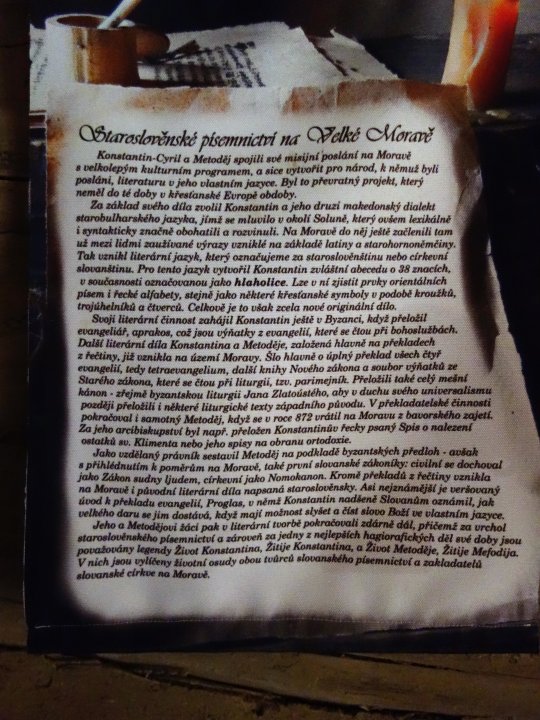 Staroslověnské písemnictví na Velké Moravě
Konstantin-Cyril a Metoděj spojili své misijní poslání na Moravě
s velkolepým kulturním programem, a sice vytvořit pro národ, k němuž byli
posláni, literaturu v jeho vlastním jazyce. Byl to převratný projekt, který
neměl do té doby v křesťanské Evropě obdoby.
Za základ svého díla zvolil Konstantin a jeho druzi makedonský dialekt
starobulharského jazyka, jímž se mluvilo v okolí Soluně, který ovšem lexikálně
i syntakticky značně obohatili a rozvinuli. Na Moravě do něj ještě začlenili tam
už mezi lidmi zaužívané výrazy vzniklé na základě latiny a starohornoněmčiny.
Tak vznikl literární jazyk, který označujeme za staroslověnštinu nebo církevní
slovanštinu. Pro tento jazyk vytvořil Konstantin zvláštní abecedu o 38 znacích,
v současnosti označovanou jako hlaholice. Lze v ní zjistit prvky orientálních
písem i řecké alfabety, stejně jako některé křesťanské symboly v podobě kroužků,
trojúhelníků a čtverců. Celkově je to však zcela nové originální dílo.
Svoji literární činnost zahájil Konstantin ještě v Byzanci, když přeložil
evangeliář, aprakos, což jsou výňatky z evangelií, které se čtou při bohoslužbách.
Další literární díla Konstantina a Metoděje, založená hlavně na překladech
z řečtiny, již vznikla na území Moravy. Šlo hlavně o úplný překlad všech čtyř
evangelií, tedy tetraevangelium, další knihy Nového zákona a soubor výňatků ze
Starého zákona, které se čtou při liturgii, tzv. parimejník. Přeložili také celý mešní
kánon - zřejmě byzantskou liturgii Jana Zlatoústého, aby v duchu svého universalismu
později přeložili i některé liturgické texty západního původu. V překladatelské činnosti
pokračoval i samotný Metoděj, když se v roce 872 vrátil na Moravu z bavorského zajetí.
Za jeho arcibiskupství byl např. přeložen Konstantinův řecky psaný Spis o nalezení
ostatků sv. Klimenta nebo jeho spisy na obranu ortodoxie.
Jako vzdělaný právník sestavil Metoděj na podkladě byzantských předloh - avšak
s přihlédnutím k poměrům na Moravě, také první slovanské zákoníky: civilní se dochoval
jako Zákon sudnyj ljudem, církevní jako Nomokanon. Kromě překladů z řečtiny vznikla
na Moravě i původní literární díla napsaná staroslověnsky. Asi nejznámější je veršovaný
úvod k překladu evangelií, Proglas, v němž Konstantin nadšeně Slovanům oznámil, jak
velkého daru se jim dostává, když mají možnost slyšet a číst slovo Boží ve vlastním jazyce.
Jeho a Metodějovi žáci pak v literární tvorbě pokračovali zdárně dál, přičemž za vrchol
staroslověnského písemnictví a zároveň za jedny z nejlepších hagiorafických děl své doby jsou
považovány legendy Život Konstantina, Žitije Konstantina, a Život Metoděje, Žitije Mefodija.
V nich jsou vylíčeny životní osudy obou tvůrců slovanského písemnictví a zakladatelů
slovanské církve na Moravě.